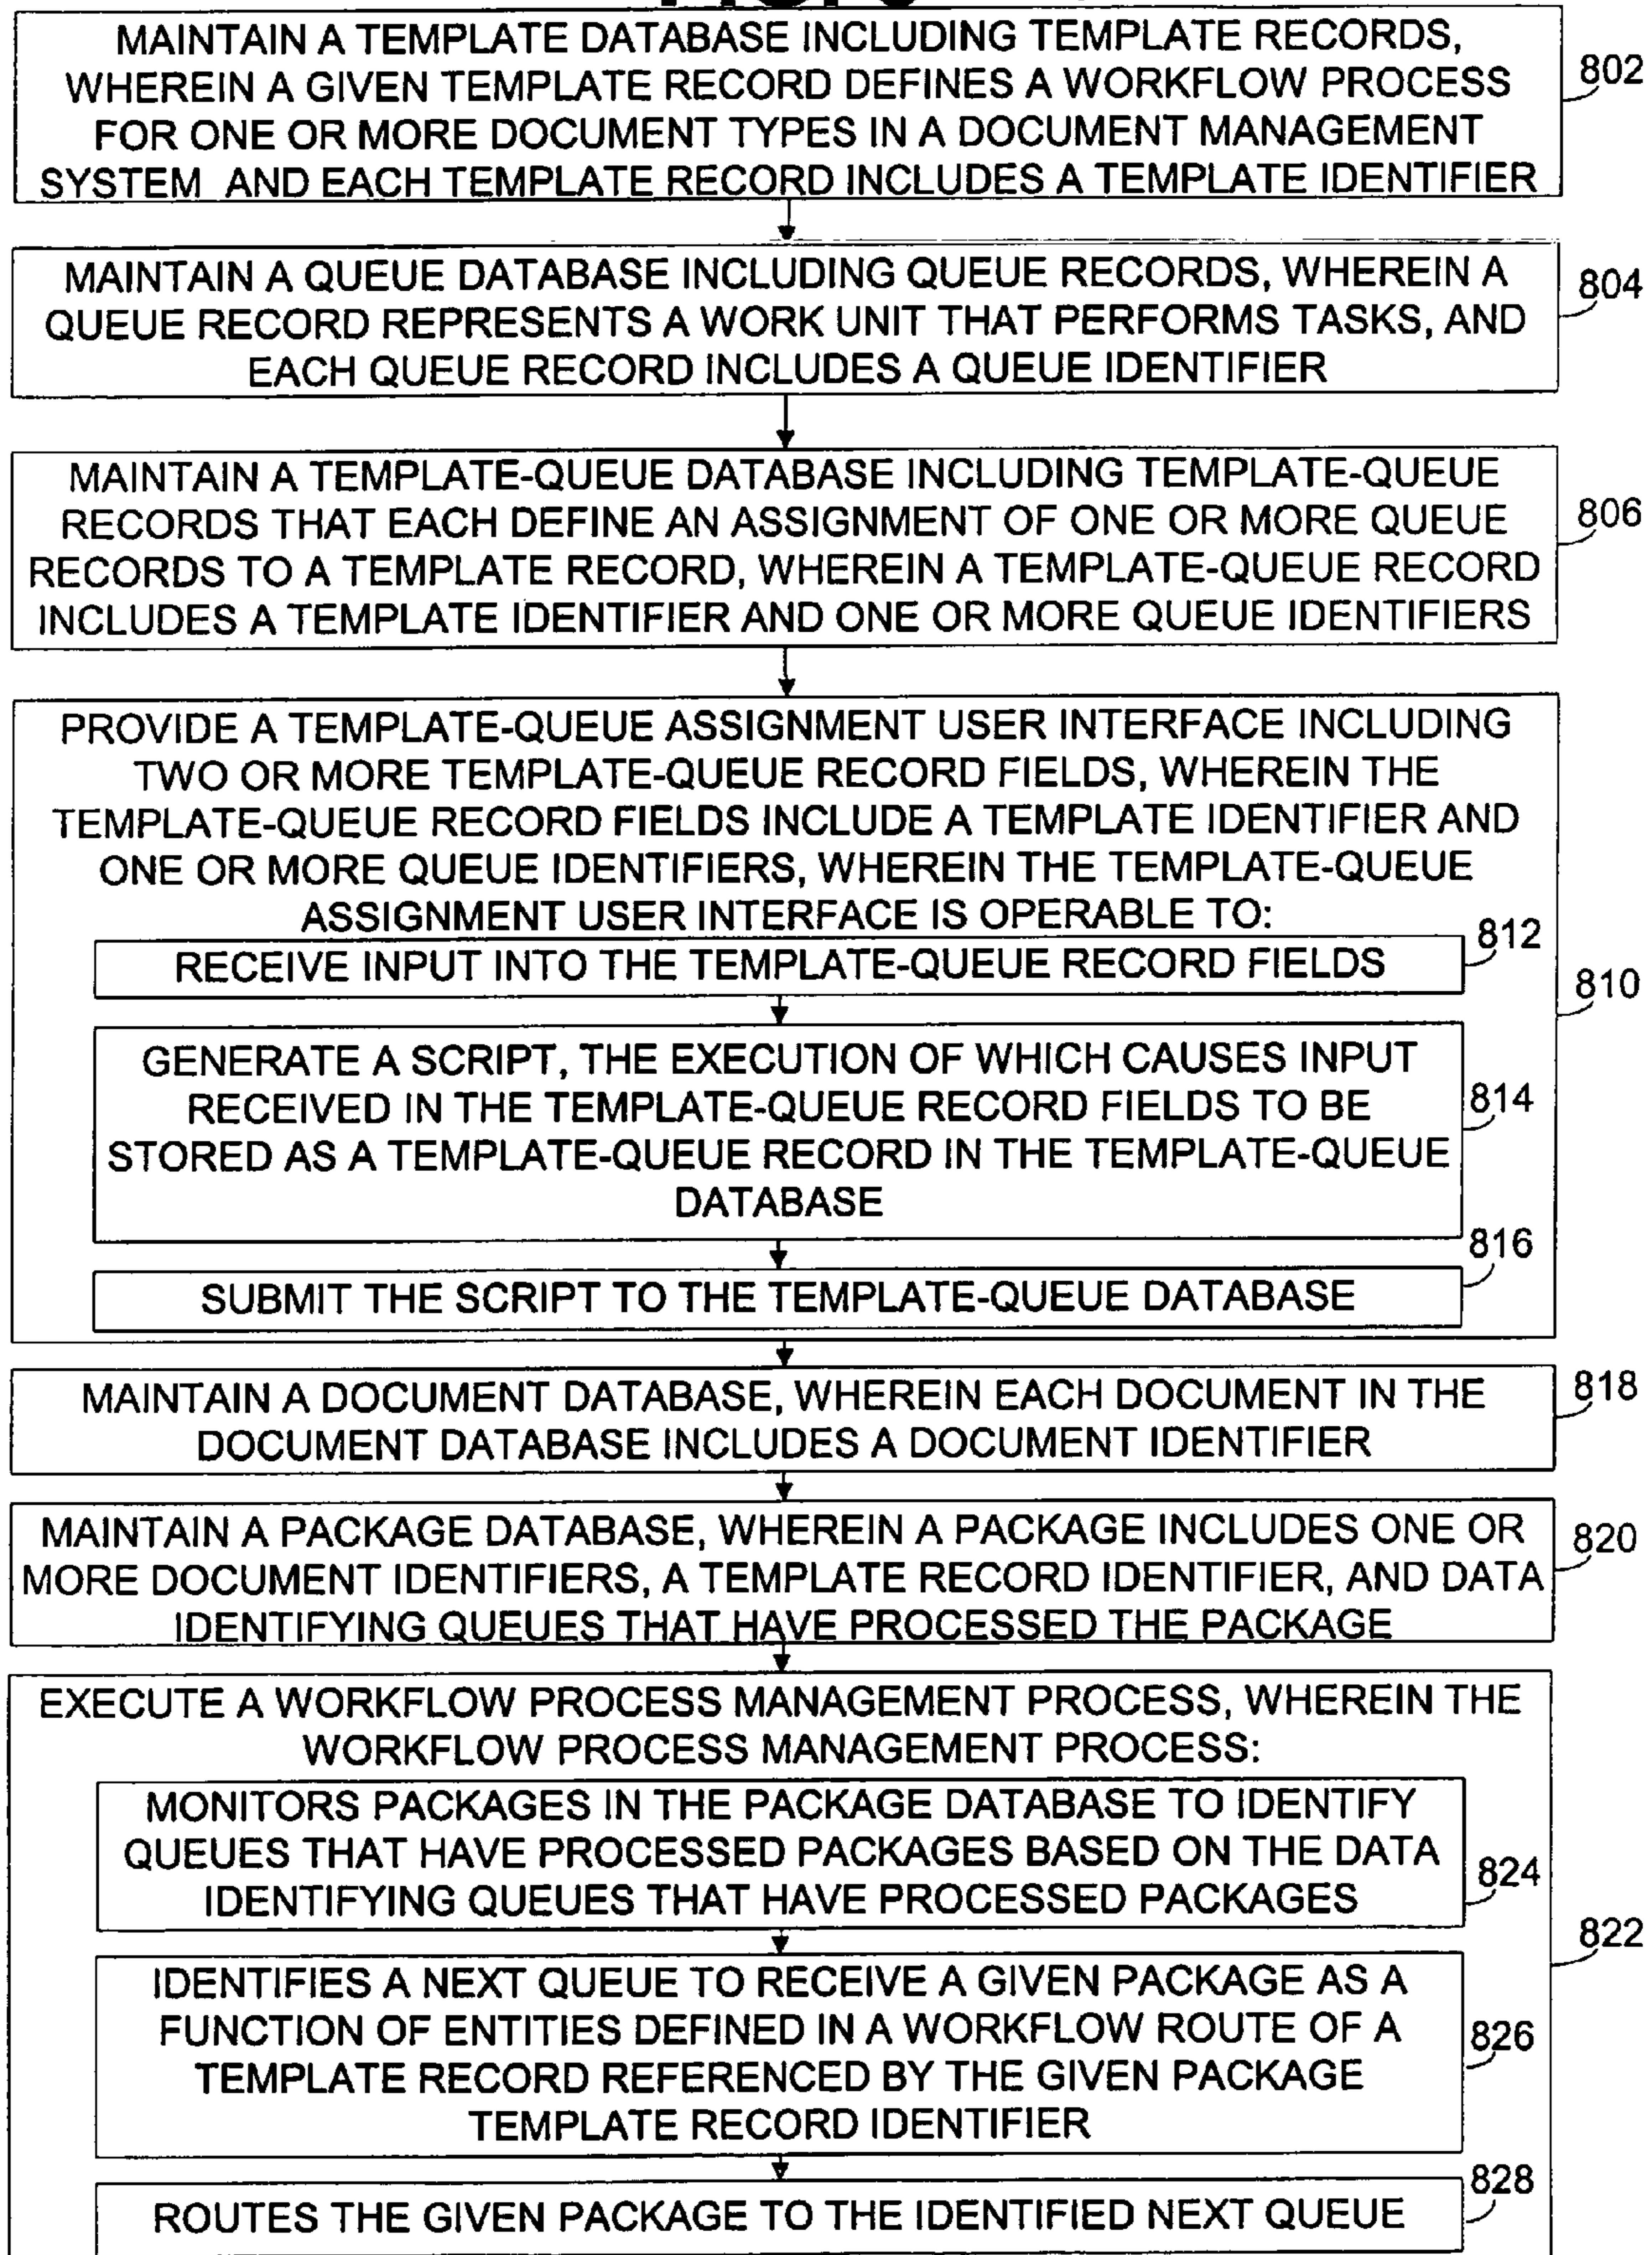 MAINTAIN A TEMPLATE DATABASE INCLUDING TEMPLATE RECORDS,
WHEREIN A GIVEN TEMPLATE RECORD DEFINES A WORKFLOW PROCESS
FOR ONE OR MORE DOCUMENT TYPES IN A DOCUMENT MANAGEMENT
SYSTEM AND EACH TEMPLATE RECORD INCLUDES A TEMPLATE IDENTIFIER
802
MAINTAIN A QUEUE DATABASE INCLUDING QUEUE RECORDS, WHEREIN A
QUEUE RECORD REPRESENTS A WORK UNIT THAT PERFORMS TASKS, AND
EACH QUEUE RECORD INCLUDES A QUEUE IDENTIFIER
804
MAINTAIN A TEMPLATE-QUEUE DATABASE INCLUDING TEMPLATE-QUEUE
RECORDS THAT EACH DEFINE AN ASSIGNMENT OF ONE OR MORE QUEUE
RECORDS TO A TEMPLATE RECORD, WHEREIN A TEMPLATE-QUEUE RECORD
INCLUDES A TEMPLATE IDENTIFIER AND ONE OR MORE QUEUE IDENTIFIERS
806
PROVIDE A TEMPLATE-QUEUE ASSIGNMENT USER INTERFACE INCLUDING
TWO OR MORE TEMPLATE-QUEUE RECORD FIELDS, WHEREIN THE
TEMPLATE-QUEUE RECORD FIELDS INCLUDE A TEMPLATE IDENTIFIER AND
ONE OR MORE QUEUE IDENTIFIERS, WHEREIN THE TEMPLATE-QUEUE
ASSIGNMENT USER INTERFACE IS OPERABLE TO:
810
RECEIVE INPUT INTO THE TEMPLATE-QUEUE RECORD FIELDS
812
GENERATE A SCRIPT, THE EXECUTION OF WHICH CAUSES INPUT
RECEIVED IN THE TEMPLATE-QUEUE RECORD FIELDS TO BE
STORED AS A TEMPLATE-QUEUE RECORD IN THE TEMPLATE-QUEUE
DATABASE
814
SUBMIT THE SCRIPT TO THE TEMPLATE-QUEUE DATABASE
816
MAINTAIN A DOCUMENT DATABASE, WHEREIN EACH DOCUMENT IN THE
DOCUMENT DATABASE INCLUDES A DOCUMENT IDENTIFIER
818
MAINTAIN A PACKAGE DATABASE, WHEREIN A PACKAGE INCLUDES ONE OR
MORE DOCUMENT IDENTIFIERS, A TEMPLATE RECORD IDENTIFIER, AND DATA
IDENTIFYING QUEUES THAT HAVE PROCESSED THE PACKAGE
820
EXECUTE A WORKFLOW PROCESS MANAGEMENT PROCESS, WHEREIN THE
WORKFLOW PROCESS MANAGEMENT PROCESS:
822
MONITORS PACKAGES IN THE PACKAGE DATABASE TO IDENTIFY
QUEUES THAT HAVE PROCESSED PACKAGES BASED ON THE DATA
IDENTIFYING QUEUES THAT HAVE PROCESSED PACKAGES
824
IDENTIFIES A NEXT QUEUE TO RECEIVE A GIVEN PACKAGE AS A
FUNCTION OF ENTITIES DEFINED IN A WORKFLOW ROUTE OF A
TEMPLATE RECORD REFERENCED BY THE GIVEN PACKAGE
TEMPLATE RECORD IDENTIFIER
826
ROUTES THE GIVEN PACKAGE TO THE IDENTIFIED NEXT QUEUE
828